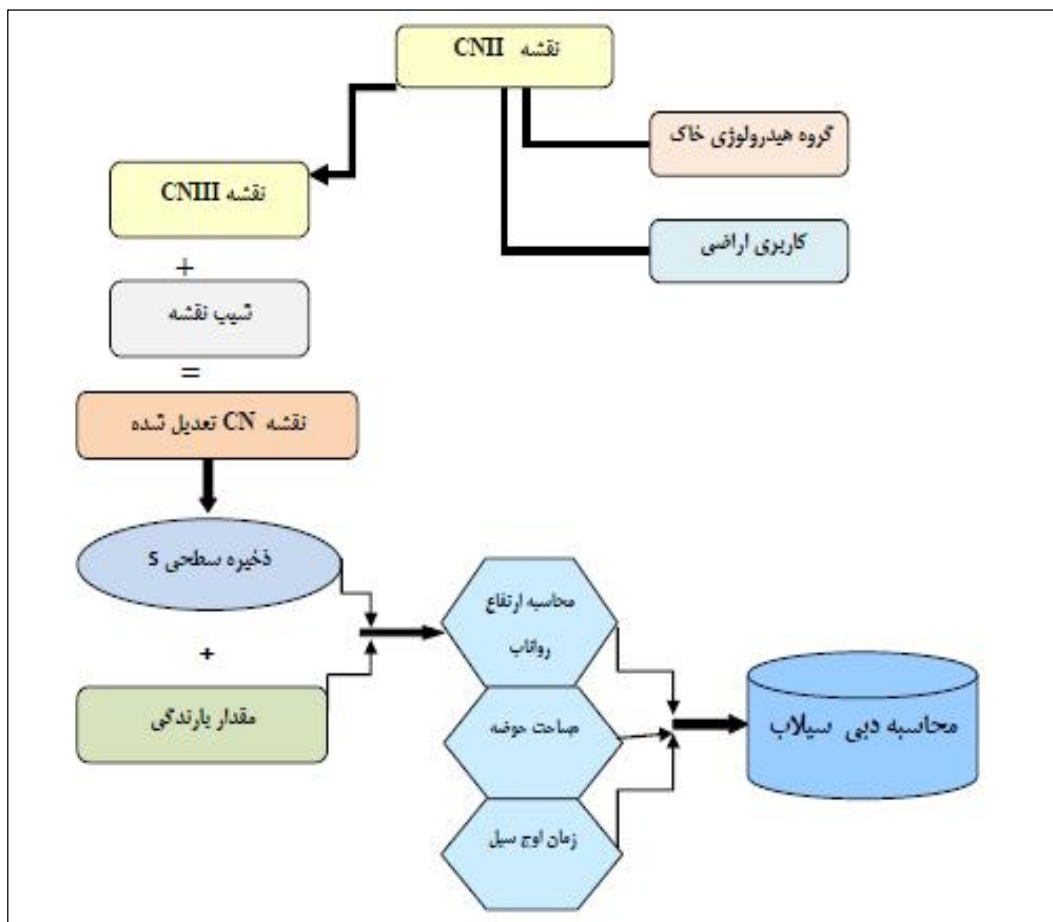 نقشه CNII
گروه هیدرولوژی خاک
نقشه CNIII
کاربری اراضی
+
شیب نقشه
=
نقشه CN تعدیل شده
ذخیره سطحی S
+
مقدار بارندگی
محاسبه ارتفاع
رواناب
مساحت حوضه
زمان اوج سیل
محاسبه دبی سیلاب